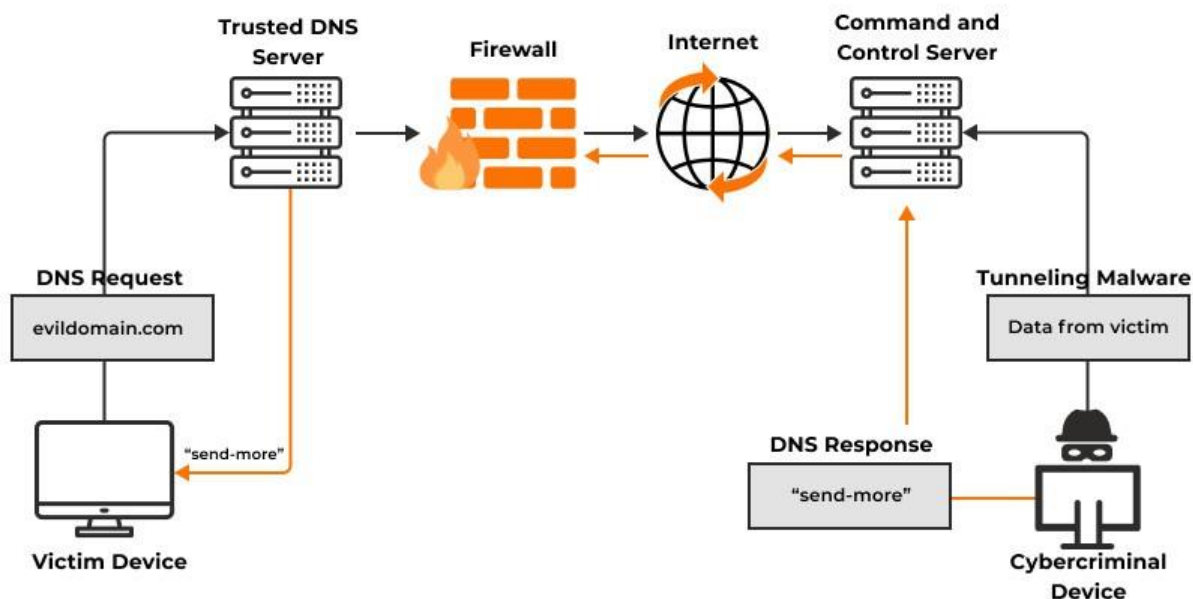 Trusted DNS
Server
Firewall
Internet
Command and
Control Server
DNS Request
evildomain.com
Tunneling Malware
Data from victim
“send-more”
DNS Response
“send-more”
Victim Device
Cybercriminal
Device